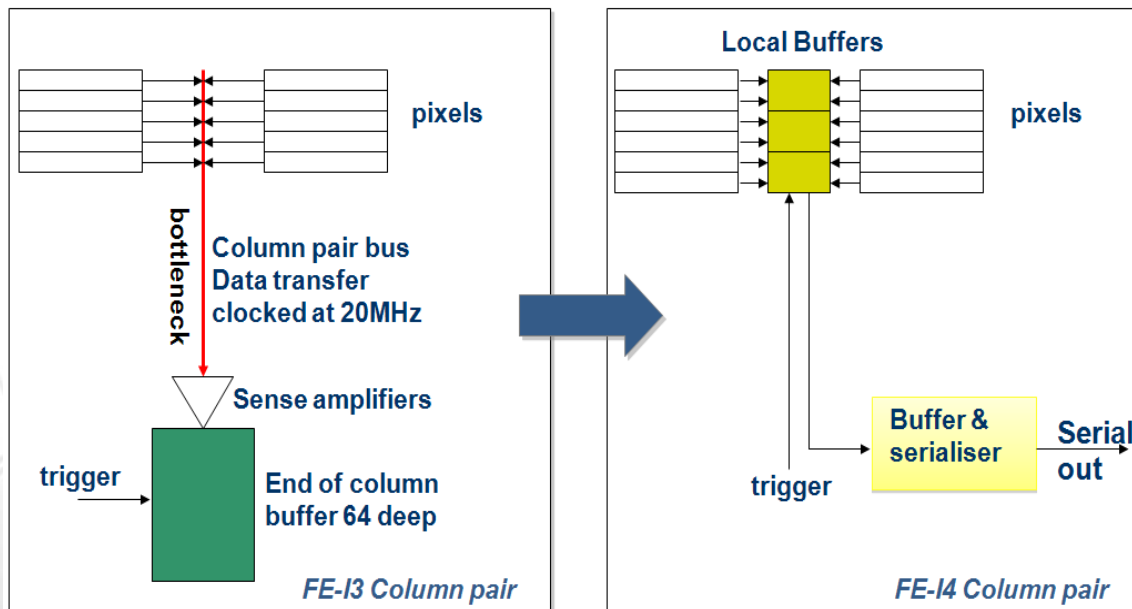 pixels
bottleneck
Column pair bus
Data transfer
clocked at 20MHz
Sense amplifiers
trigger
End of column
buffer 64 deep
FE-I3 Column pair
Local Buffers
pixels
Buffer &
serialiser
Serial
out
trigger
FE-I4 Column pair